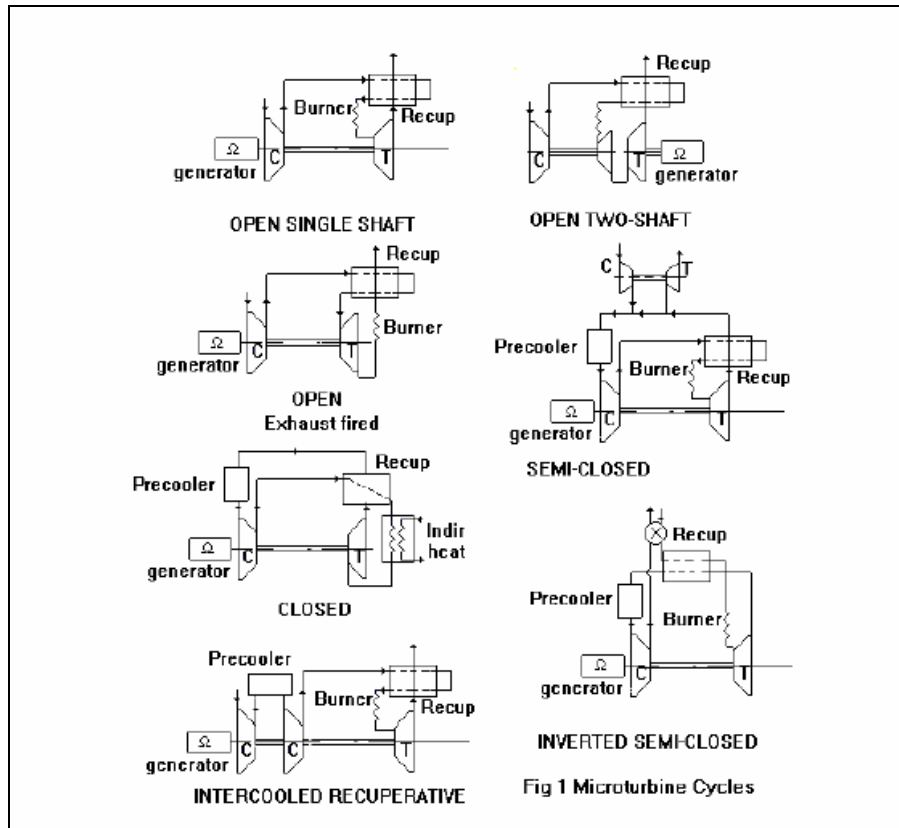 Recup
Burner
Recup
Ω
C
T
generator
OPEN SINGLE SHAFT
Ω
C
T
generator
OPEN TWO-SHAFT
Recup
Burner
Ω
C
T
generator
OPEN
Exhaust fired
C
T
Precooler
Burner
Recup
Ω
C
T
generator
SEMI-CLOSED
Recup
Precooler
Indir
heat
Ω
C
T
generator
CLOSED
Recup
Precooler
Burner
Ω
C
T
generator
INVERTED SEMI-CLOSED
Precooler
Burner
Recup
Ω
C
C
T
generator
INTERCOOLED RECUPERATIVE
Fig 1 Microturbine Cycles